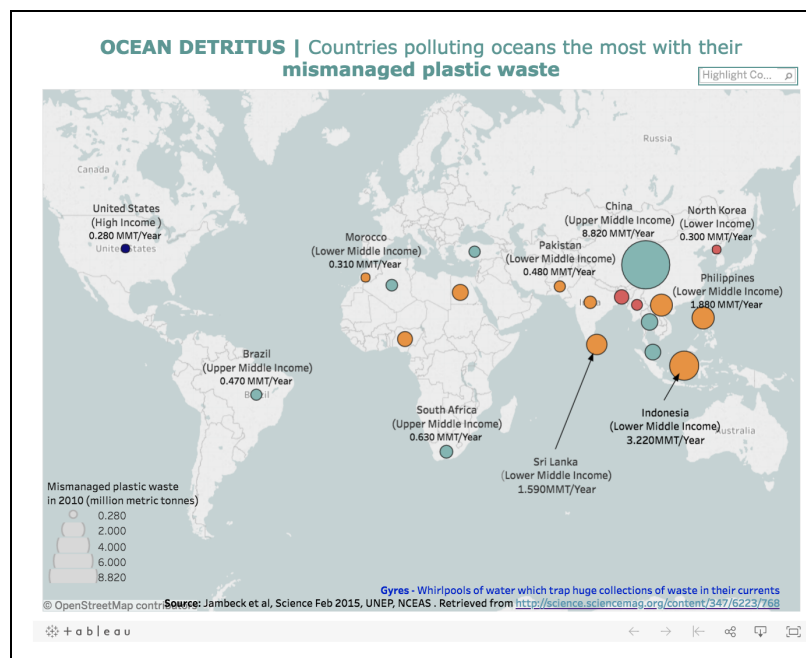 OCEAN DETRITUS | Countries polluting oceans the most with their
mismanaged plastic waste
Highlight Co...
Russia
Canada
United States
(High Income )
0.280 MMT/Year
United States
China
(Upper Middle Income)
8.820 MMT/Year
North Korea
(Lower Income)
0.300 MMT/Year
Morocco
(Lower Middle Income)
0.310 MMT/Year
Pakistan
(Lower Middle Income)
0.480 MMT/Year
Philippines
(Lower Middle Income)
1.880 MMT/Year
Brazil
(Upper Middle Income)
0.470 MMT/Year
Brazil
South Africa
(Upper Middle Income)
0.630 MMT/Year
Indonesia
(Lower Middle Income)
3.220MMT/Year
Australia
Sri Lanka
(Lower Middle Income)
1.590MMT/Year
Mismanaged plastic waste
in 2010 (million metric tonnes)
0.280
2.000
4.000
6.000
8.820
Gyres - Whirlpools of water which trap huge collections of waste in their currents
© OpenStreetMap contributors
Source: Jambeck et al, Science Feb 2015, UNEP, NCEAS . Retrieved from http://science.sciencemag.org/content/347/6223/768
+ a b l e a u